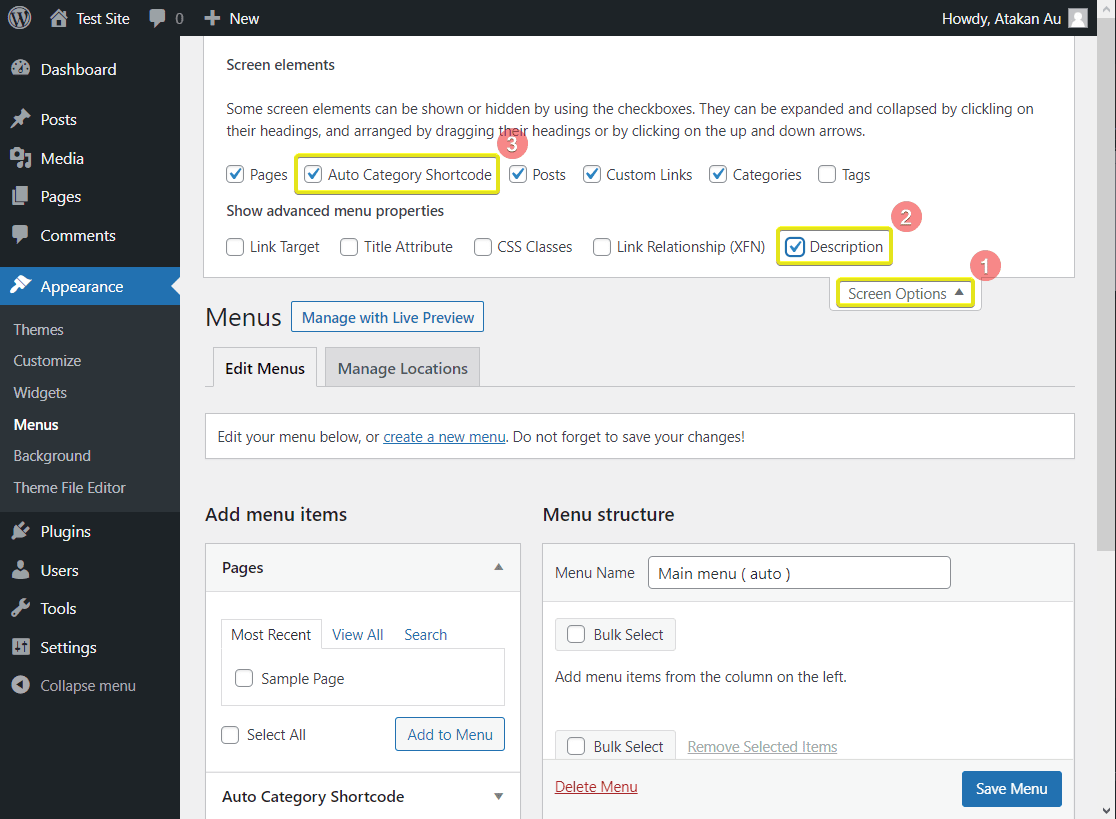 Test Site 0 New Howdy, Atakan Au
Dashboard
Posts
Media
Pages
Comments
Appearance
Themes
Customize
Widgets
Menus
Background
Theme File Editor
Plugins
Users
Tools
Settings
Collapse menu
Screen elements
Some screen elements can be shown or hidden by using the checkboxes. They can be expanded and collapsed by clickling on
their headings, and arranged by dragging their headings or by clicking on the up and down arrows.
3
Pages Auto Category Shortcode Posts Custom Links Categories Tags
Show advanced menu properties
2
Link Target Title Attribute CSS Classes Link Relationship (XFN) Description
1
Screen Options
Menus Manage with Live Preview
Edit Menus Manage Locations
Edit your menu below, or create a new menu. Do not forget to save your changes!
Add menu items
Pages
Most Recent View All Search
Sample Page
Select All Add to Menu
Auto Category Shortcode
Menu structure
Menu Name Main menu ( auto )
Bulk Select
Add menu items from the column on the left.
Bulk Select Remove Selected Items
Delete Menu Save Menu